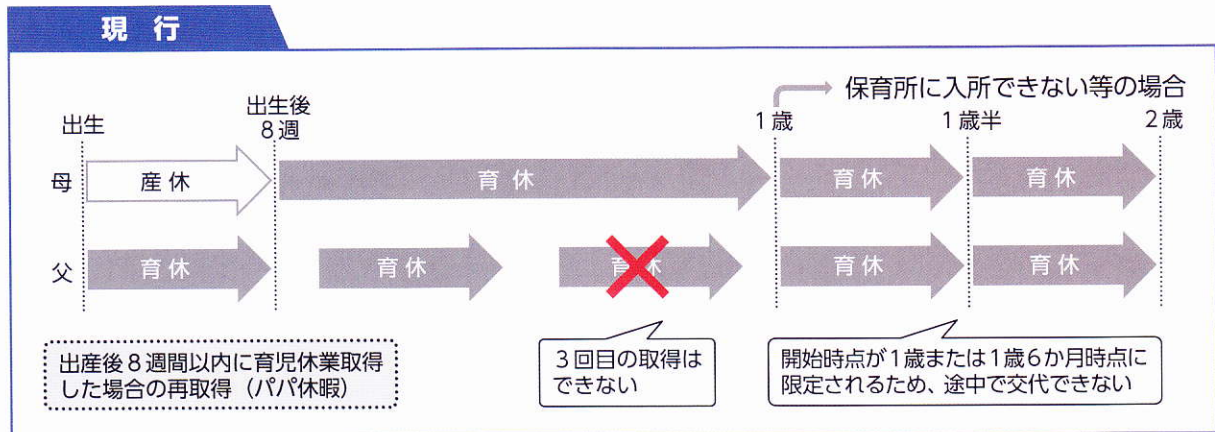 現行
保育所に入所できない等の場合
出生
出生後
8週
1歳
1歳半
2歳
母
産休
育休
育休
育休
父
育休
育休
育休
育休
育休
出産後8週間以内に育児休業取得
した場合の再取得（パパ休暇）
3回目の取得は
できない
開始時点が1歳または1歳6か月時点に
限定されるため、途中で交代できない